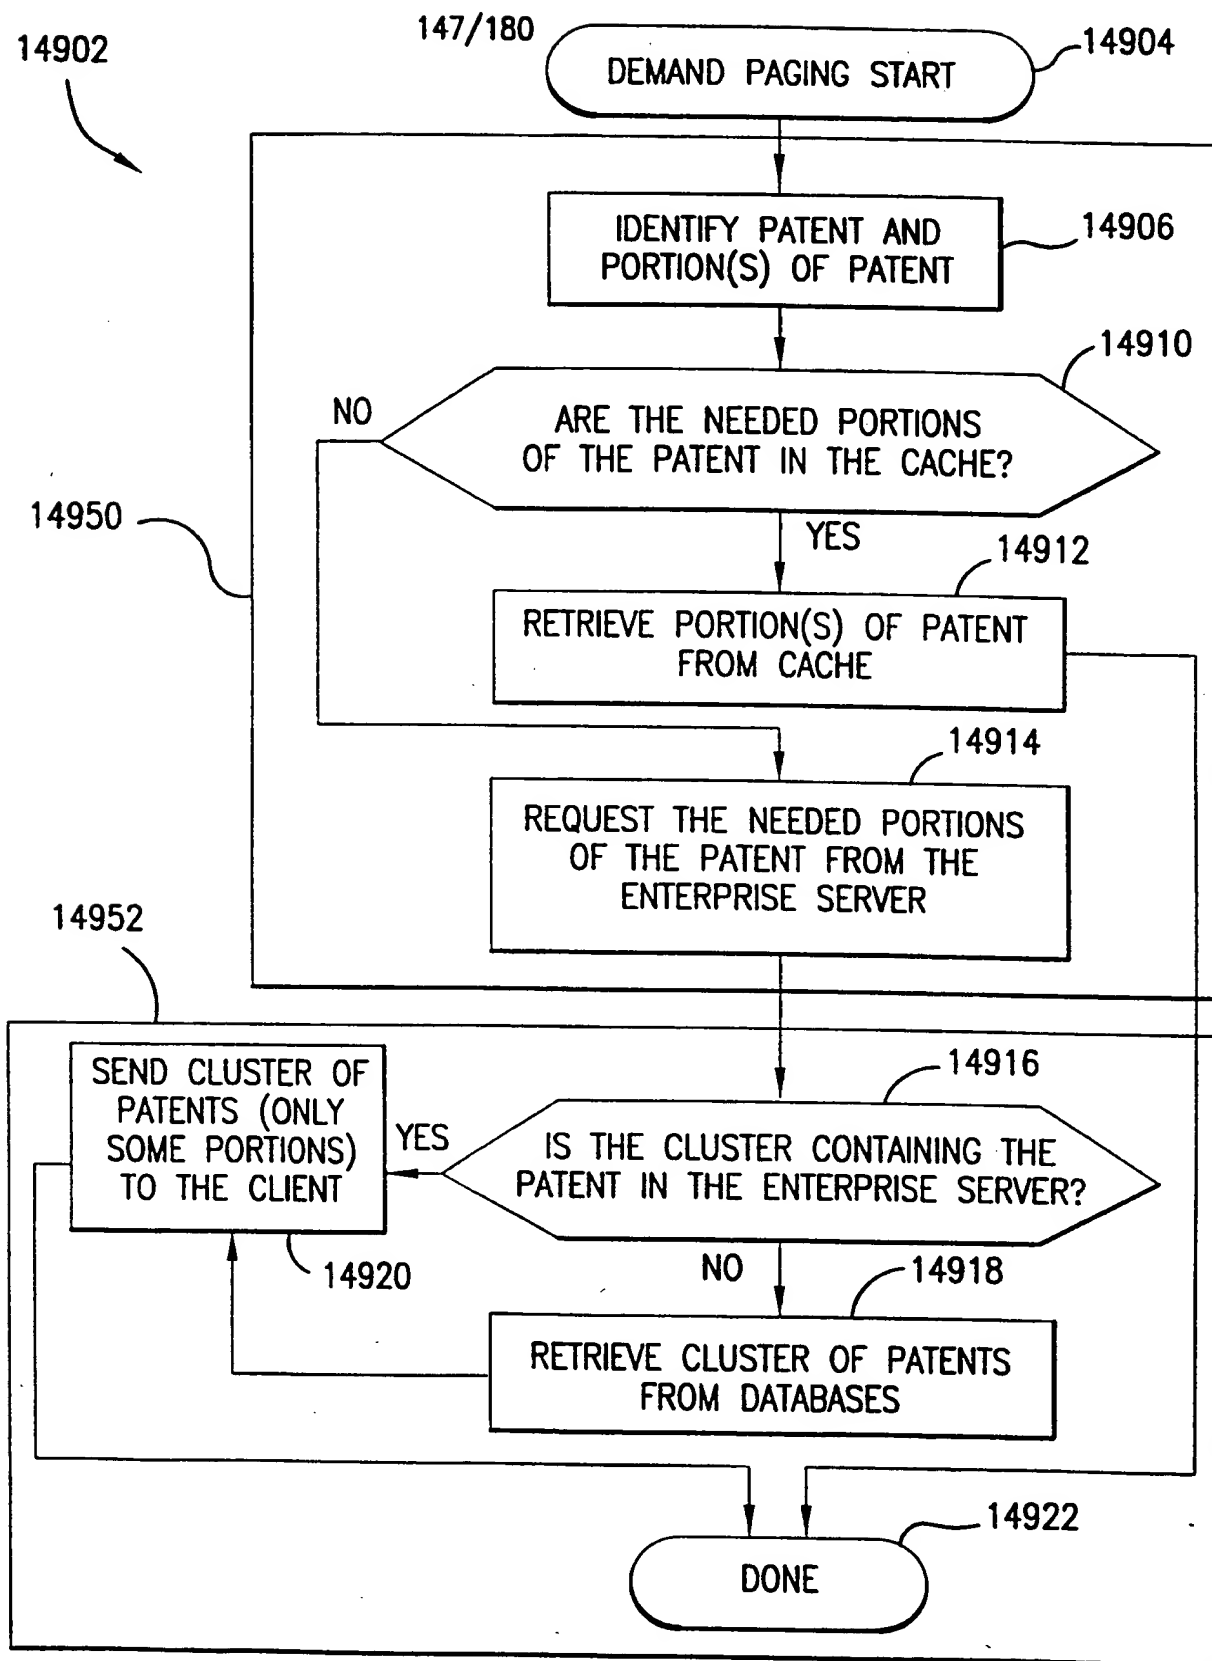 147/180
14902
DEMAND PAGING START
14904
IDENTIFY PATENT AND
PORTION(S) OF PATENT
14906
14910
NO
ARE THE NEEDED PORTIONS
OF THE PATENT IN THE CACHE?
14950
YES
14912
RETRIEVE PORTION(S) OF PATENT
FROM CACHE
14914
REQUEST THE NEEDED PORTIONS
OF THE PATENT FROM THE
ENTERPRISE SERVER
14952
SEND CLUSTER OF
PATENTS (ONLY
SOME PORTIONS)
TO THE CLIENT
YES
14916
IS THE CLUSTER CONTAINING THE
PATENT IN THE ENTERPRISE SERVER?
14920
NO
14918
RETRIEVE CLUSTER OF PATENTS
FROM DATABASES
14922
DONE